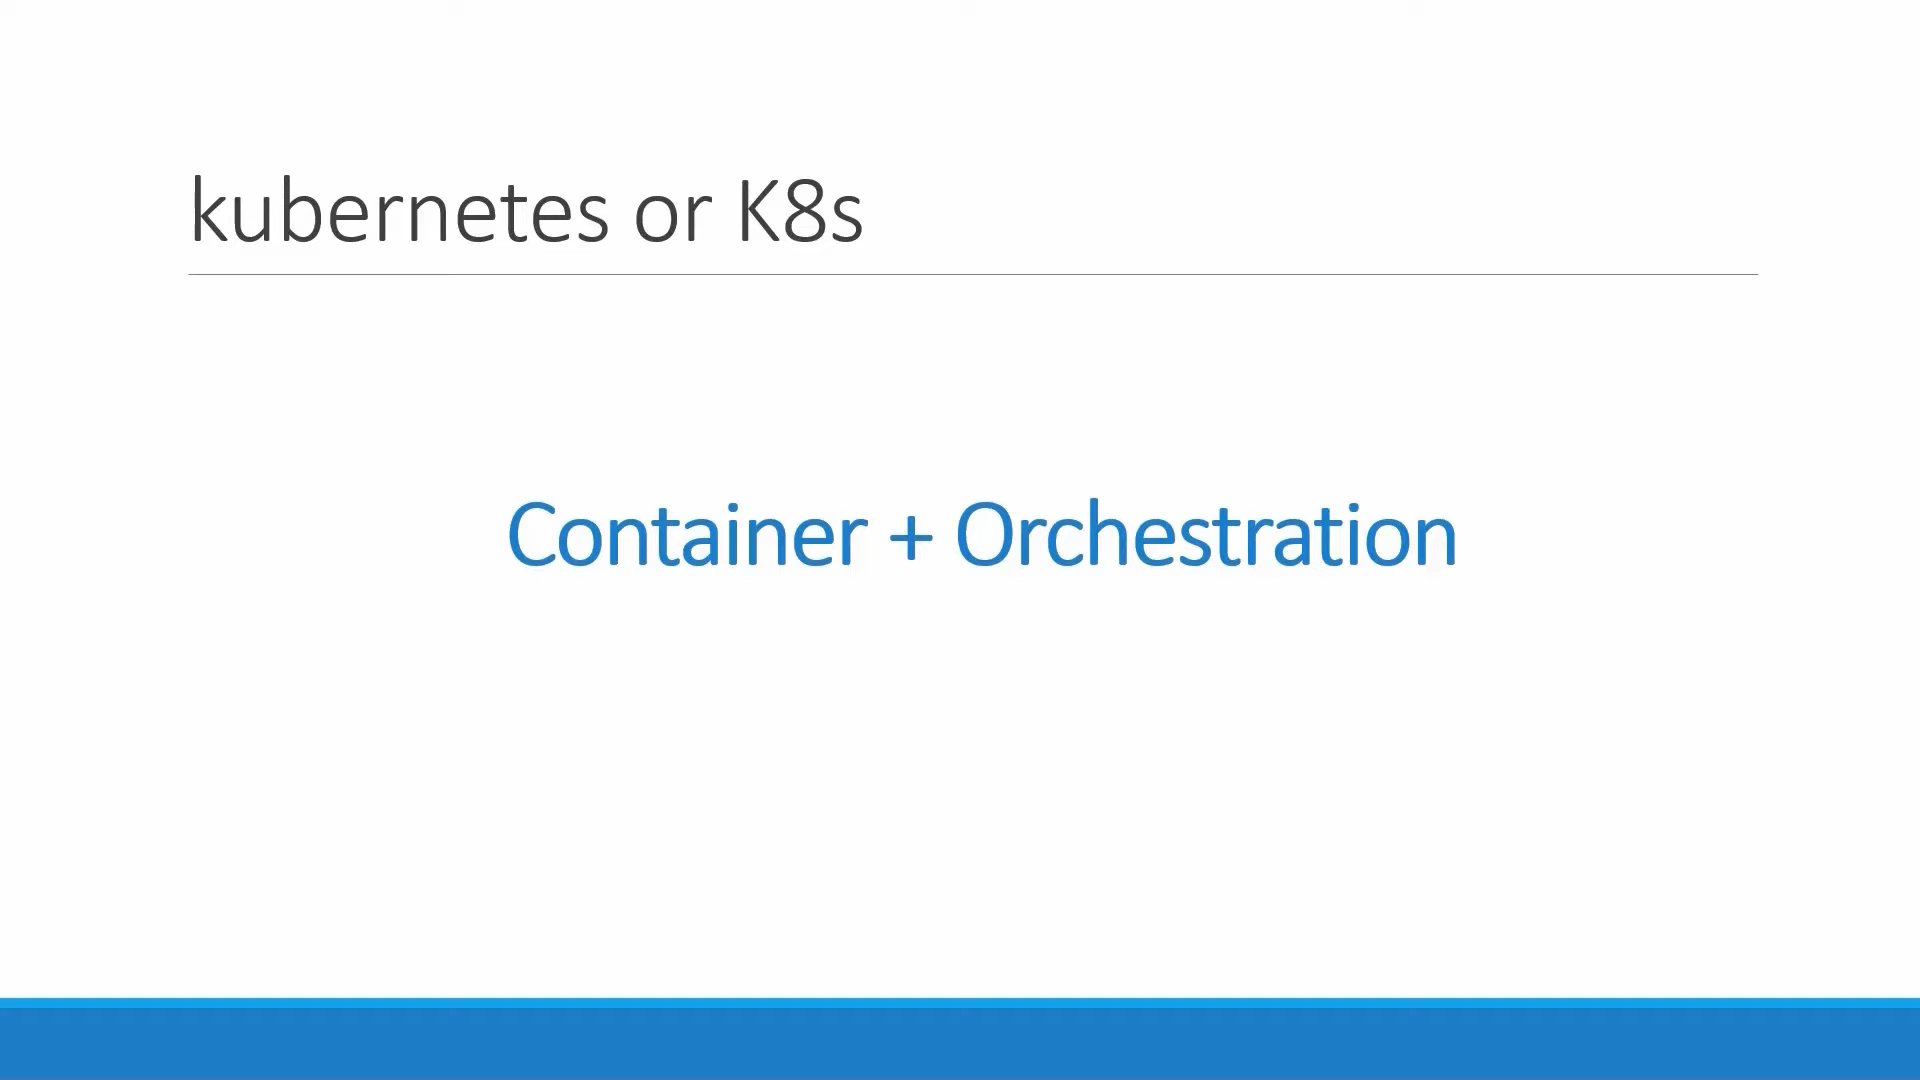 kubernetes or K8s
Container + Orchestration